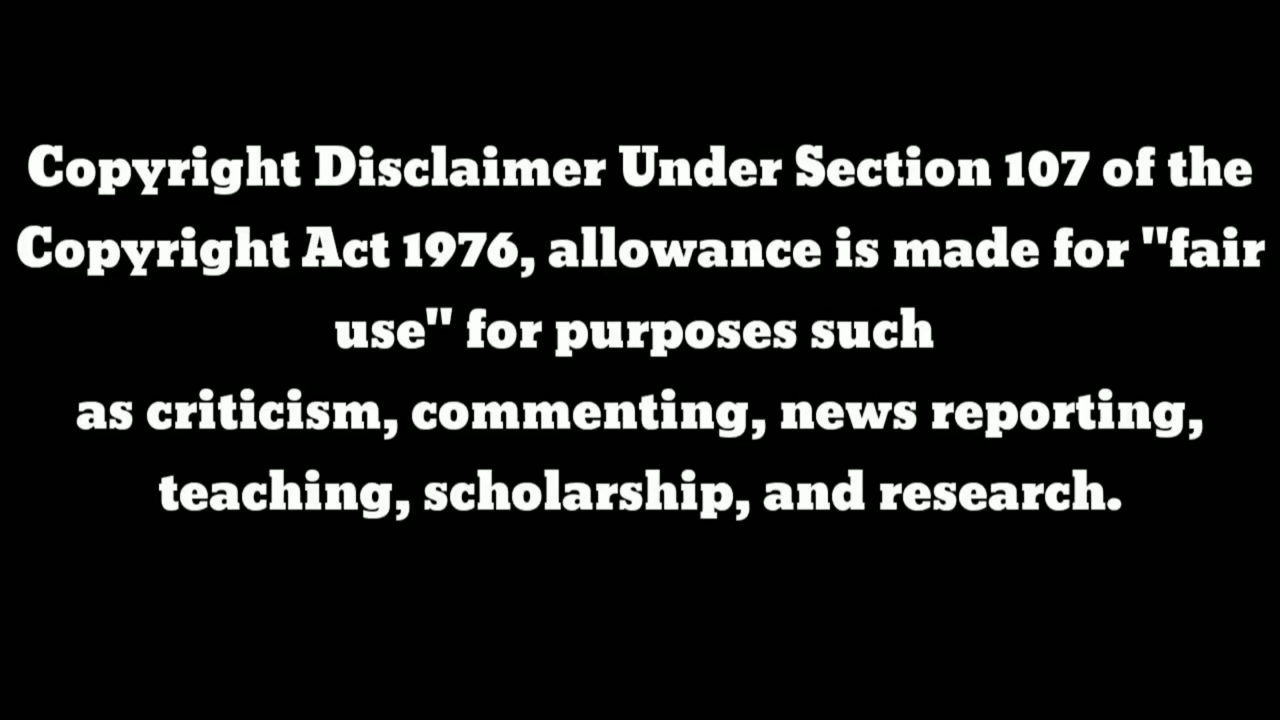 Copyright Disclaimer Under Section 107 of the
Copyright Act 1976, allowance is made for "fair
use" for purposes such
as criticism, commenting, news reporting,
teaching, scholarship, and research.